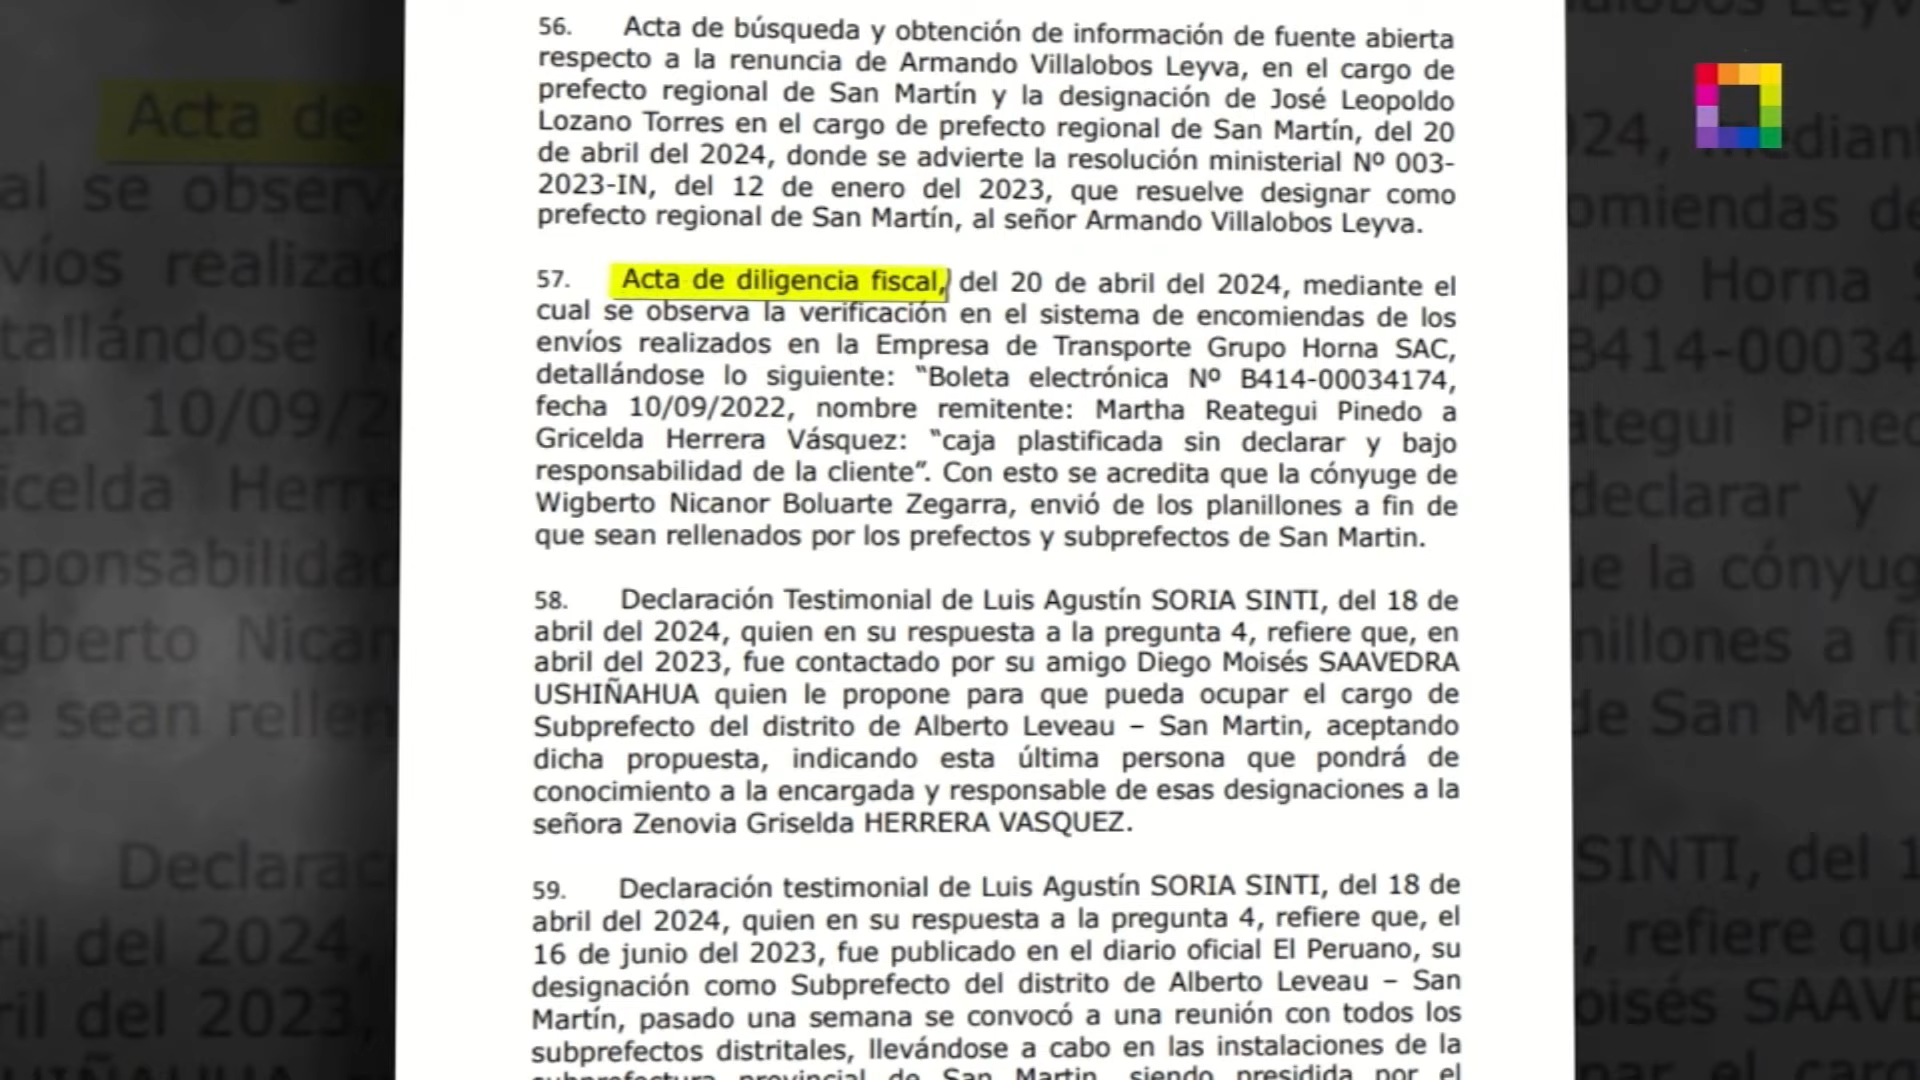 56. Acta de búsqueda y obtención de información de fuente abierta
respecto a la renuncia de Armando Villalobos Leyva, en el cargo de
prefecto regional de San Martín y la designación de José Leopoldo
Lozano Torres en el cargo de prefecto regional de San Martín, del 20
de abril del 2024, donde se advierte la resolución ministerial Nº 003-
2023-IN, del 12 de enero del 2023, que resuelve designar como
prefecto regional de San Martín, al señor Armando Villalobos Leyva.
57. Acta de diligencia fiscal, del 20 de abril del 2024, mediante el
cual se observa la verificación en el sistema de encomiendas de los
envíos realizados en la Empresa de Transporte Grupo Horna SAC,
detallándose lo siguiente: “Boleta electrónica Nº B414-00034174,
fecha 10/09/2022, nombre remitente: Martha Reategui Pinedo a
Gricelda Herrera Vásquez: “caja plastificada sin declarar y bajo
responsabilidad de la cliente”. Con esto se acredita que la cónyuge de
Wigberto Nicanor Boluarte Zegarra, envió de los planillones a fin de
que sean rellenados por los prefectos y subprefectos de San Martin.
58. Declaración Testimonial de Luis Agustín SORIA SINTI, del 18 de
abril del 2024, quien en su respuesta a la pregunta 4, refiere que, en
abril del 2023, fue contactado por su amigo Diego Moisés SAAVEDRA
USHIÑAHUA quien le propone para que pueda ocupar el cargo de
Subprefecto del distrito de Alberto Leveau – San Martin, aceptando
dicha propuesta, indicando esta última persona que pondrá de
conocimiento a la encargada y responsable de esas designaciones a la
señora Zenovia Griselda HERRERA VASQUEZ.
59. Declaración testimonial de Luis Agustín SORIA SINTI, del 18 de
abril del 2024, quien en su respuesta a la pregunta 4, refiere que, el
16 de junio del 2023, fue publicado en el diario oficial El Peruano, su
designación como Subprefecto del distrito de Alberto Leveau – San
Martín, pasado una semana se convocó a una reunión con todos los
subprefectos distritales, llevándose a cabo en las instalaciones de la
subprefectura provincial de San Martin, siendo presidida por el